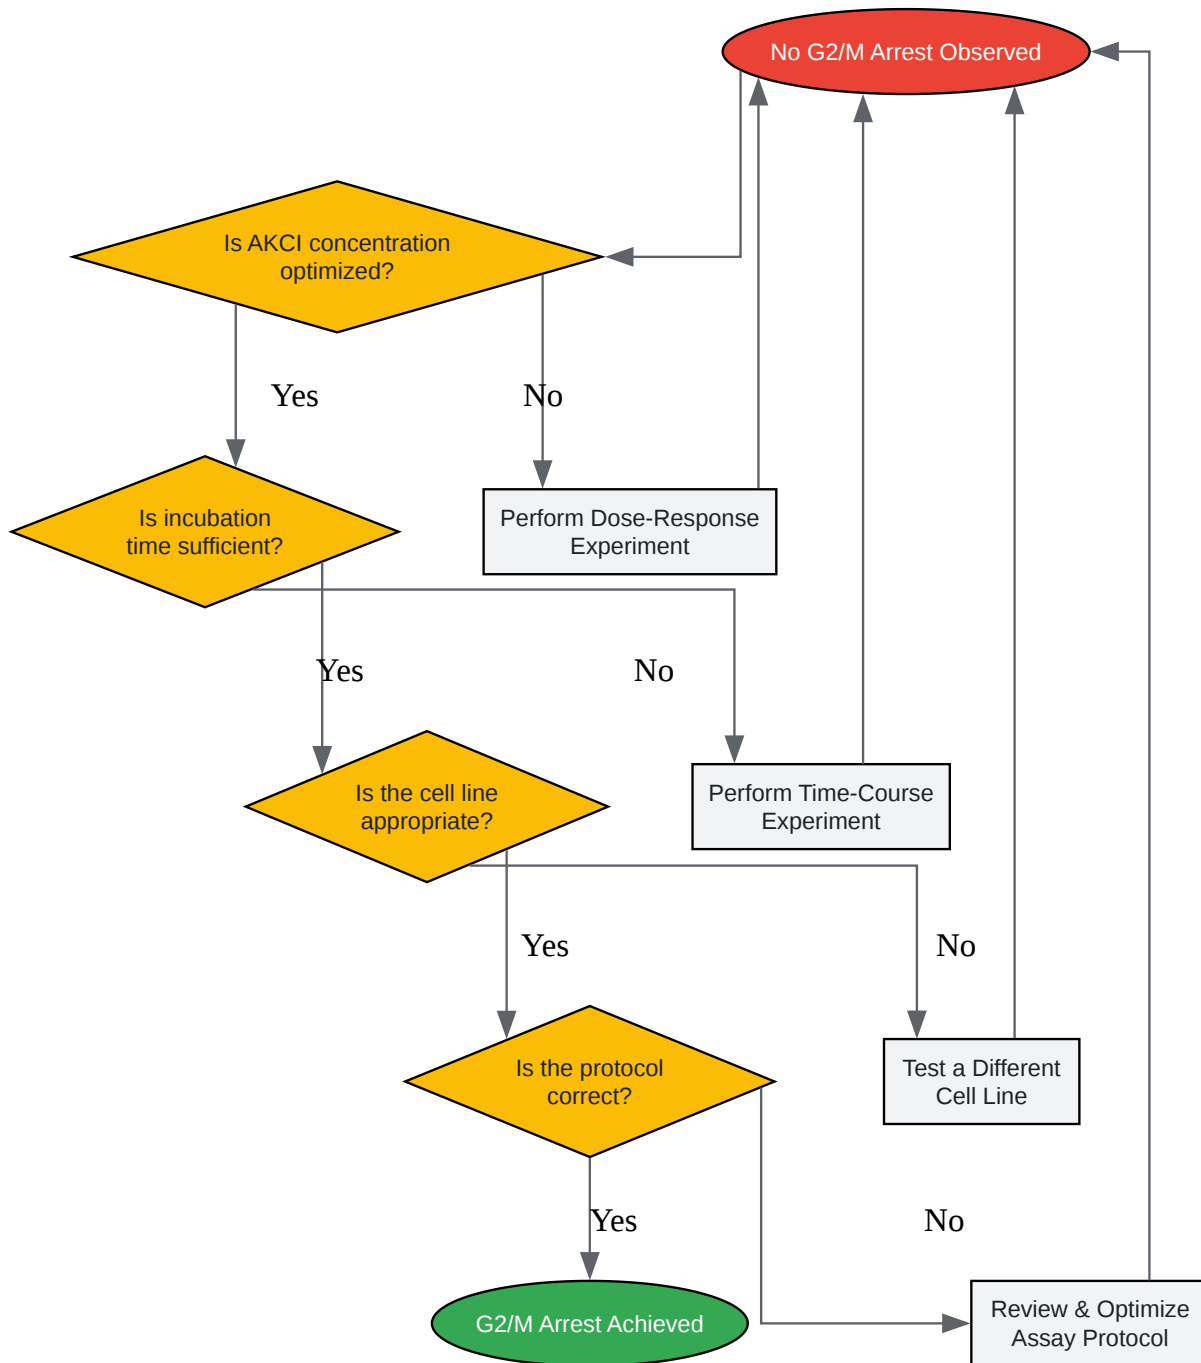 No G2/M Arrest Observed
Is AKCI concentration
optimized?
Yes
No
Is incubation
time sufficient?
Perform Dose-Response
Experiment
Yes
No
Is the cell line
appropriate?
Perform Time-Course
Experiment
Yes
No
Is the protocol
correct?
Test a Different
Cell Line
Yes
No
G2/M Arrest Achieved
Review & Optimize
Assay Protocol